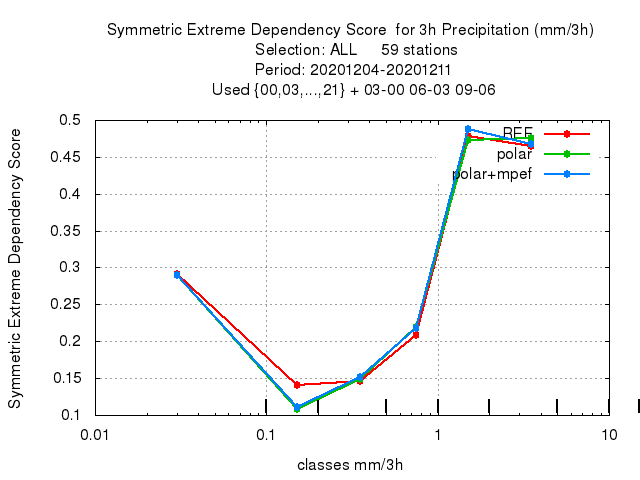 Symmetric Extreme Dependency Score  for 3h Precipitation (mm/3h)
Selection: ALL     59 stations
Period: 20201204-20201211
Used {00,03,...,21} + 03-00 06-03 09-06
Symmetric Extreme Dependency Score
0.5
0.45
0.4
0.35
0.3
0.25
0.2
0.15
0.1
REF
polar
polar+mpef
0.01 0.1 1 10
classes mm/3h